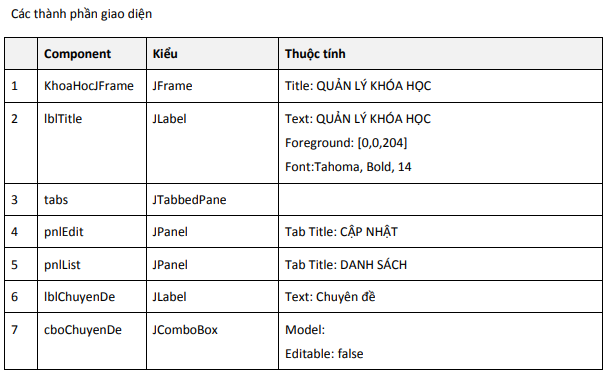 Các thành phần giao diện
Component Kiểu Thuộc tính
1 KhoaHocJFrame JFrame Title: QUẢN LÝ KHÓA HỌC
2 lblTitle JLabel Text: QUẢN LÝ KHÓA HỌC
Foreground: [0,0,204]
Font:Tahoma, Bold, 14
3 tabs JTabbedPane
4 pnlEdit JPanel Tab Title: CẬP NHẬT
5 pnlList JPanel Tab Title: DANH SÁCH
6 lblChuyenDe JLabel Text: Chuyên đề
7 cboChuyenDe JComboBox Model:
Editable: false